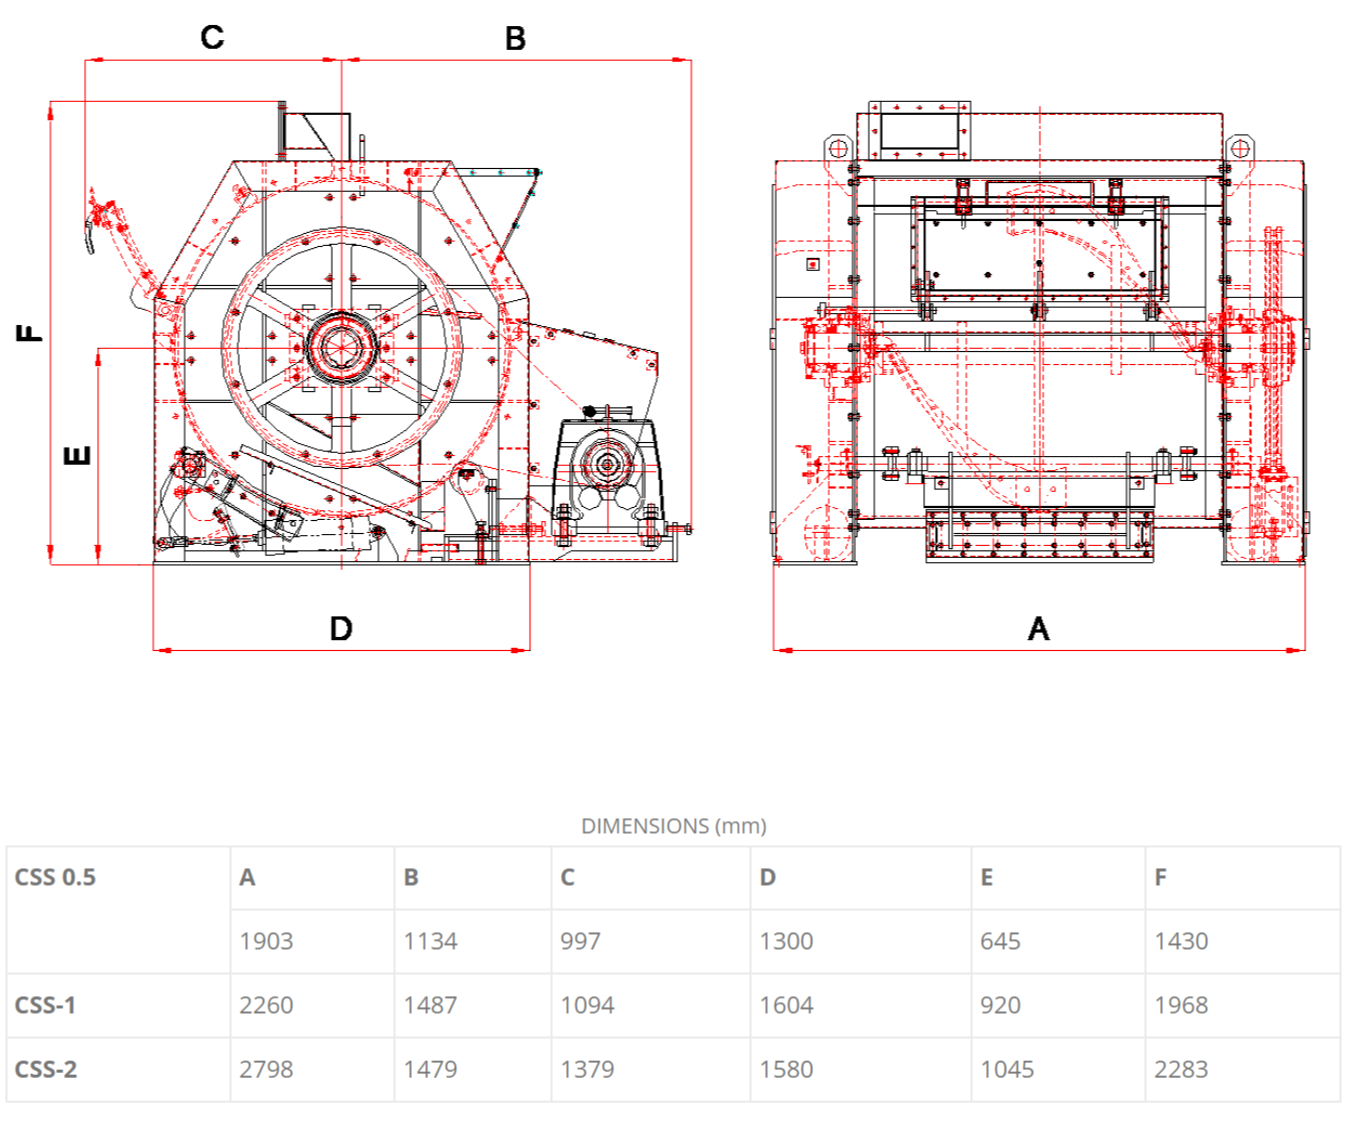 C B
F
E
D A
DIMENSIONS (mm)
CSS 0.5 A B C D E F
1903 1134 997 1300 645 1430
CSS-1 2260 1487 1094 1604 920 1968
CSS-2 2798 1479 1379 1580 1045 2283